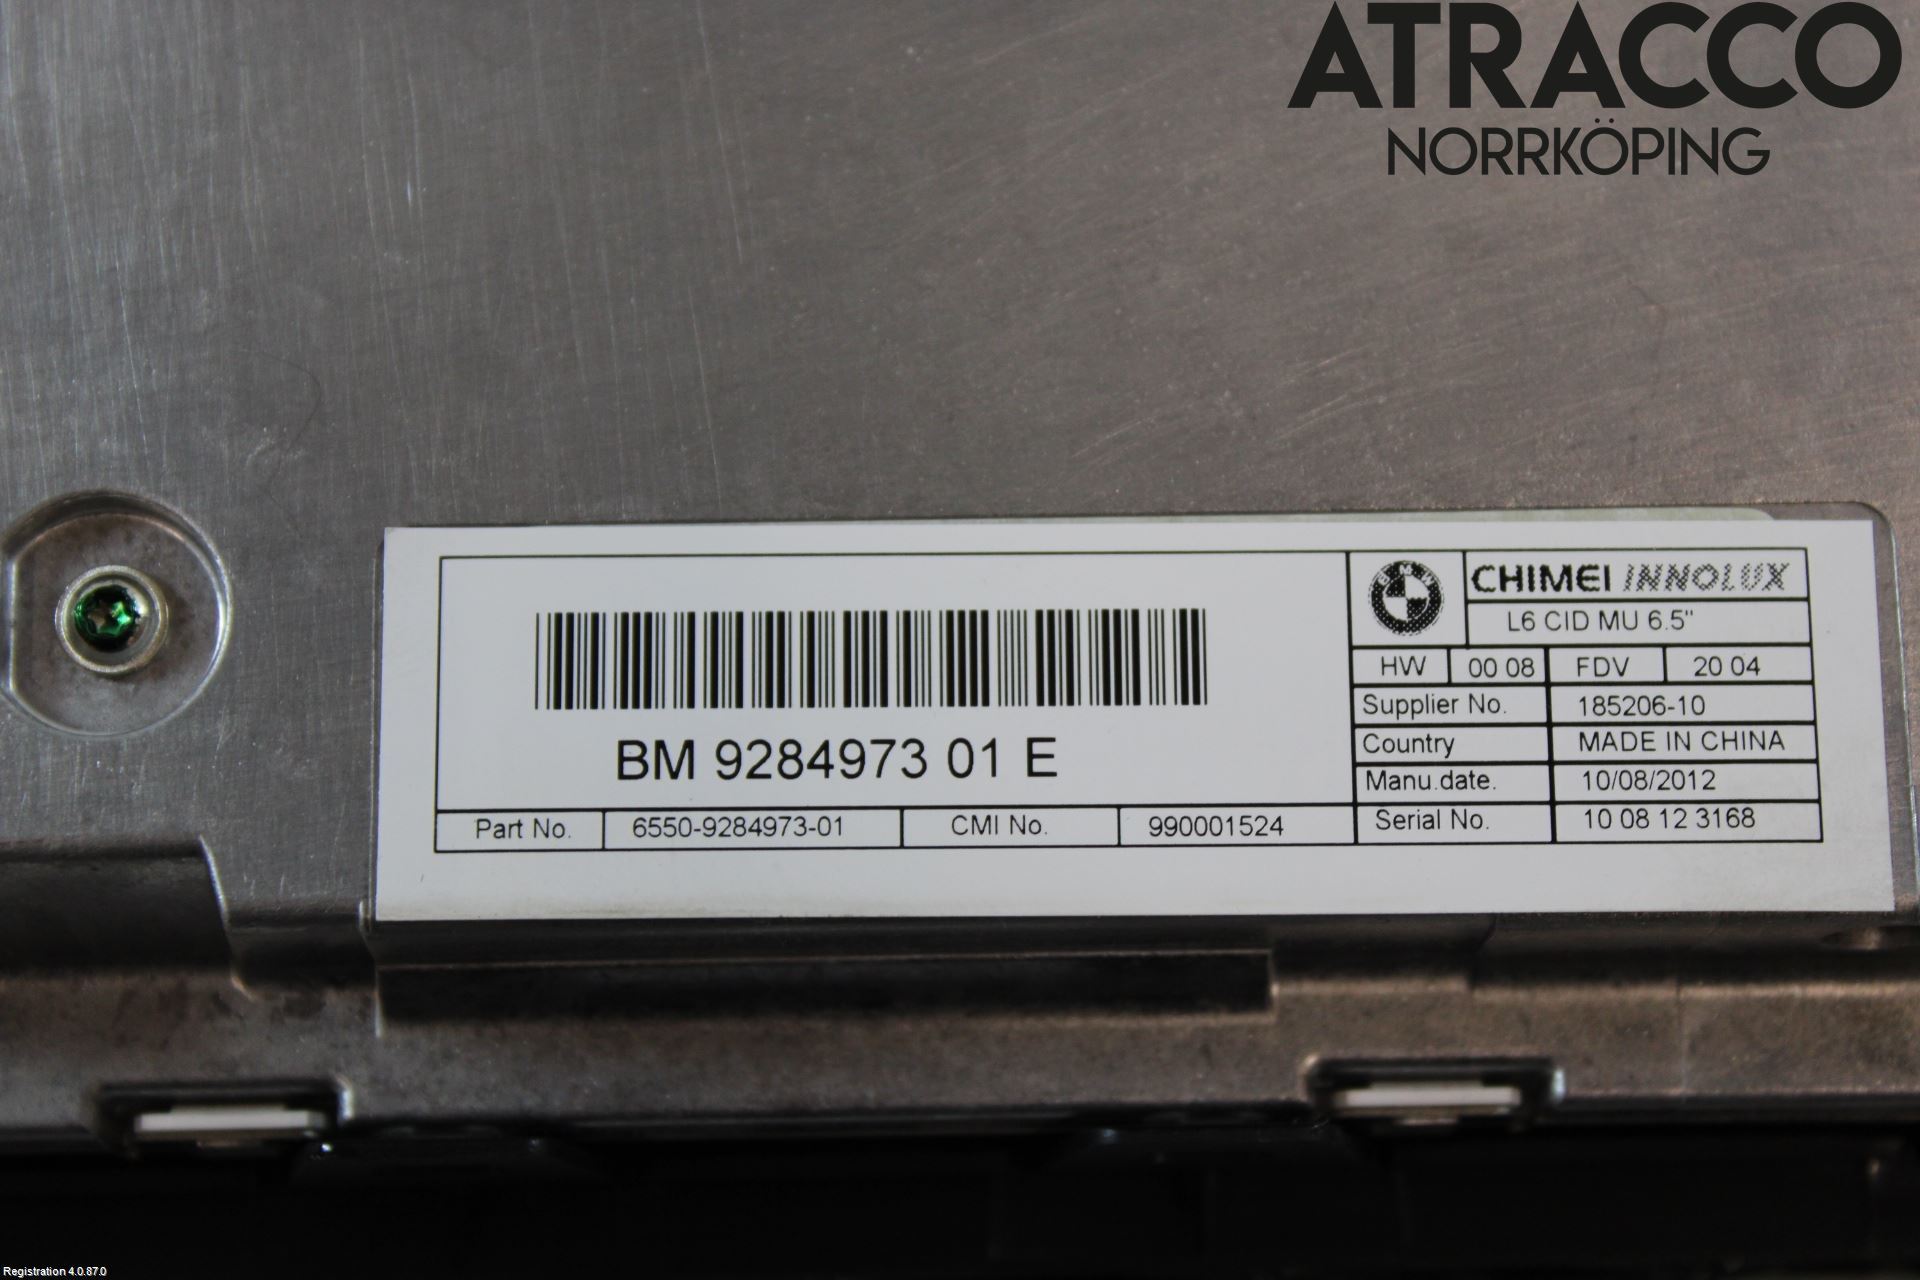 ATRACCO
NORRKÖPING
BMW
CHIMEI INNOLUX
L6 CID MU 6.5"
HW 00 08 FDV 20 04
Supplier No. 185206-10
Country MADE IN CHINA
Manu.date. 10/08/2012
Serial No. 10 08 12 3168
BM 9284973 01 E
Part No. 6550-9284973-01 CMI No. 990001524
Registration 4.0.87.0